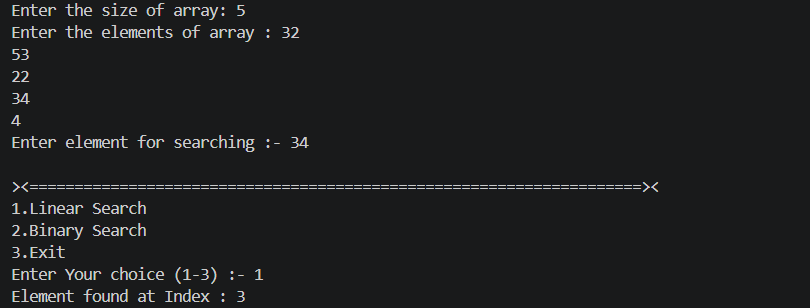 Enter the size of array: 5
Enter the elements of array : 32
53
22
34
4
Enter element for searching :- 34
><====================================================================><
1.Linear Search
2.Binary Search
3.Exit
Enter Your choice (1-3) :- 1
Element found at Index : 3